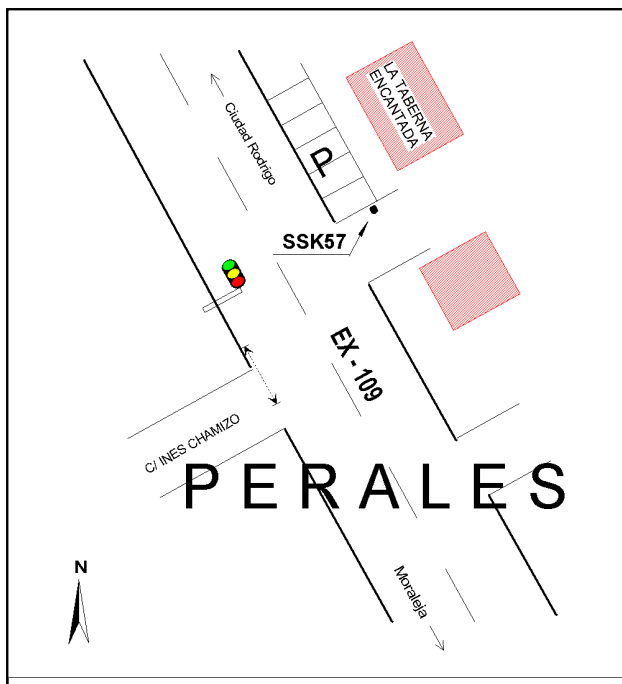 LA TABERNA
ENCANTADA
Ciudad Rodrigo
P
SSK57
EX - 109
C/ INES CHAMIZO
PERALES
N
Moraleja